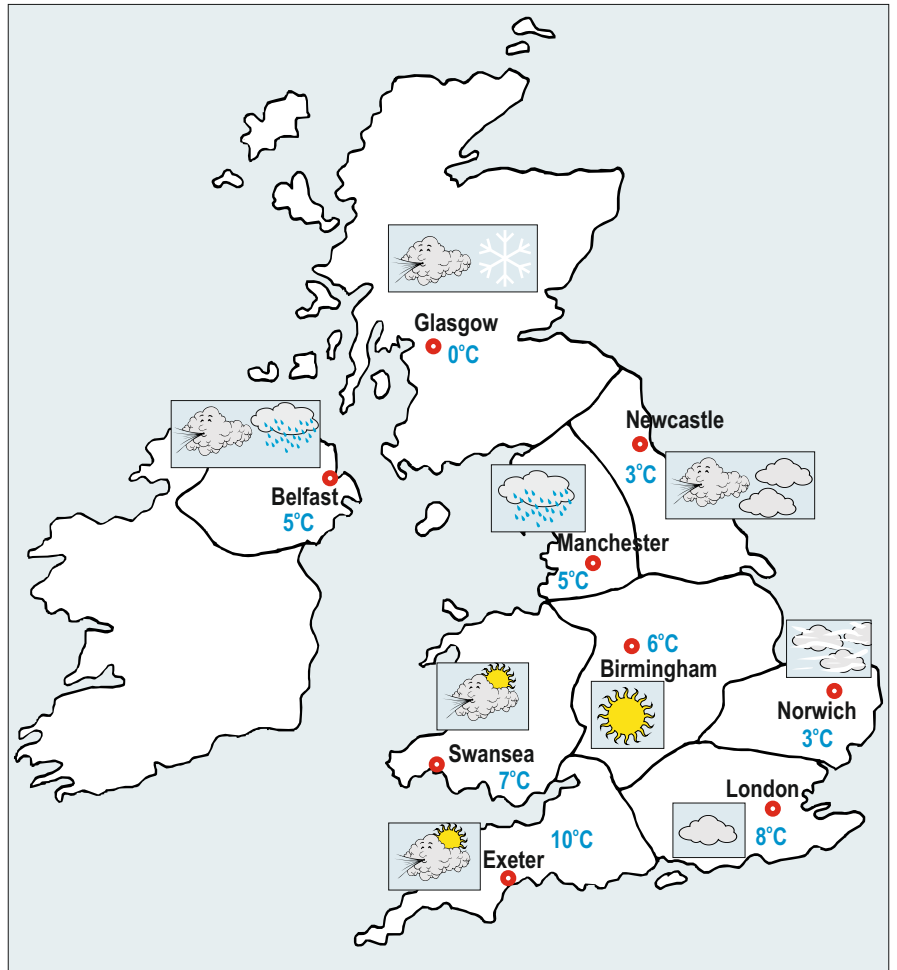 Glasgow
0°C
Newcastle
3°C
Belfast
5°C
Manchester
5°C
6°C
Birmingham
Norwich
3°C
Swansea
7°C
London
8°C
10°C
Exeter